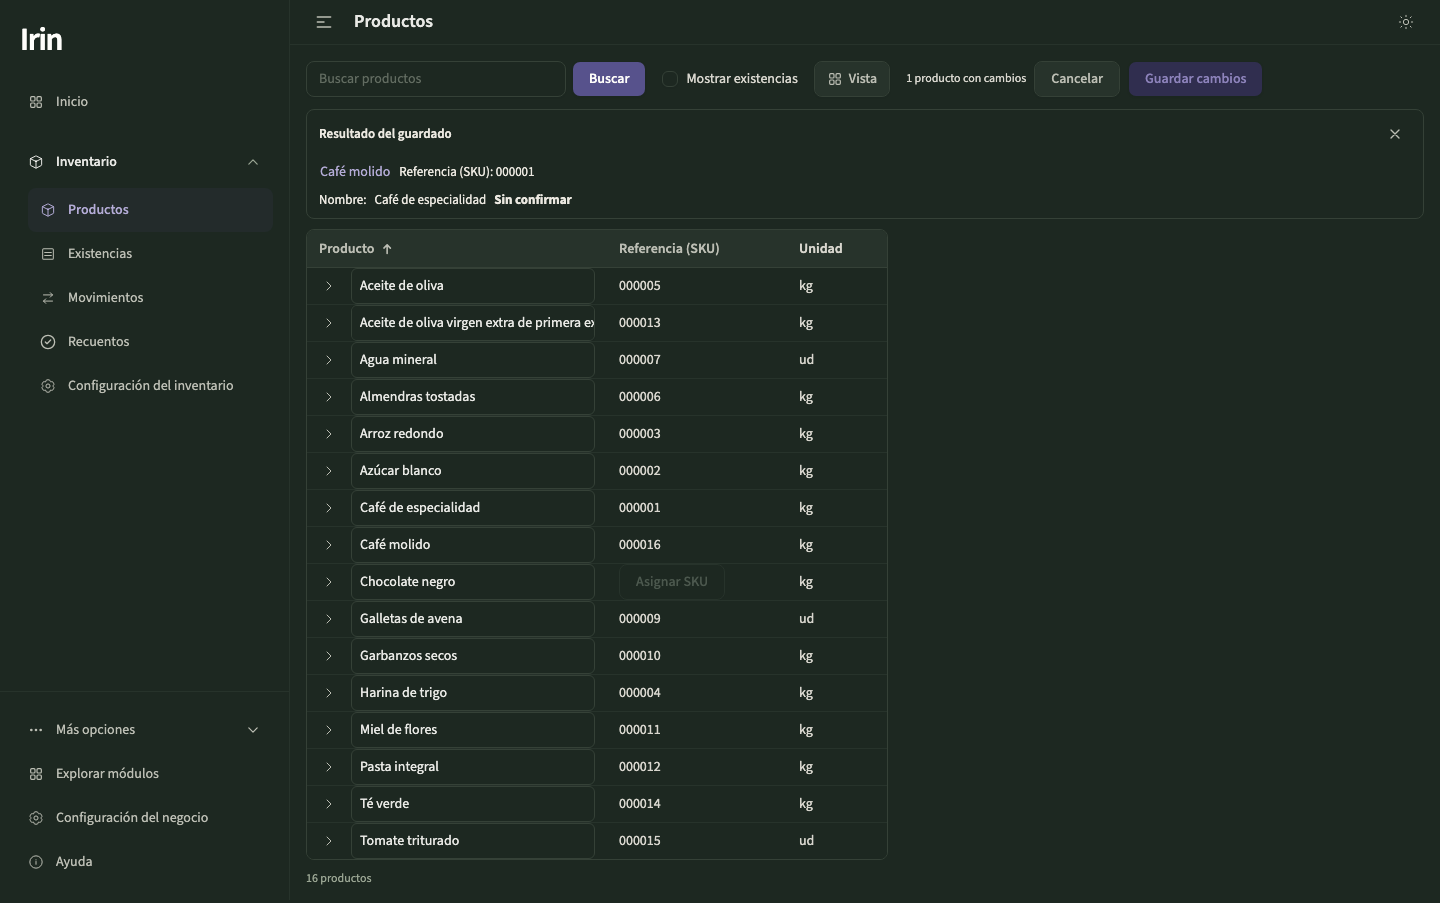 Irin
Inicio
Inventario
Productos
Existencias
Movimientos
Recuentos
Configuración del inventario
Más opciones
Explorar módulos
Configuración del negocio
Ayuda
Productos
Buscar productos Buscar Mostrar existencias Vista 1 producto con cambios Cancelar Guardar cambios
Resultado del guardado
Café molido Referencia (SKU): 000001
Nombre: Café de especialidad Sin confirmar
Producto Referencia (SKU) Unidad
Aceite de oliva 000005 kg
Aceite de oliva virgen extra de primera ex 000013 kg
Agua mineral 000007 ud
Almendras tostadas 000006 kg
Arroz redondo 000003 kg
Azúcar blanco 000002 kg
Café de especialidad 000001 kg
Café molido 000016 kg
Chocolate negro Asignar SKU kg
Galletas de avena 000009 ud
Garbanzos secos 000010 kg
Harina de trigo 000004 kg
Miel de flores 000011 kg
Pasta integral 000012 kg
Té verde 000014 kg
Tomate triturado 000015 ud
16 productos